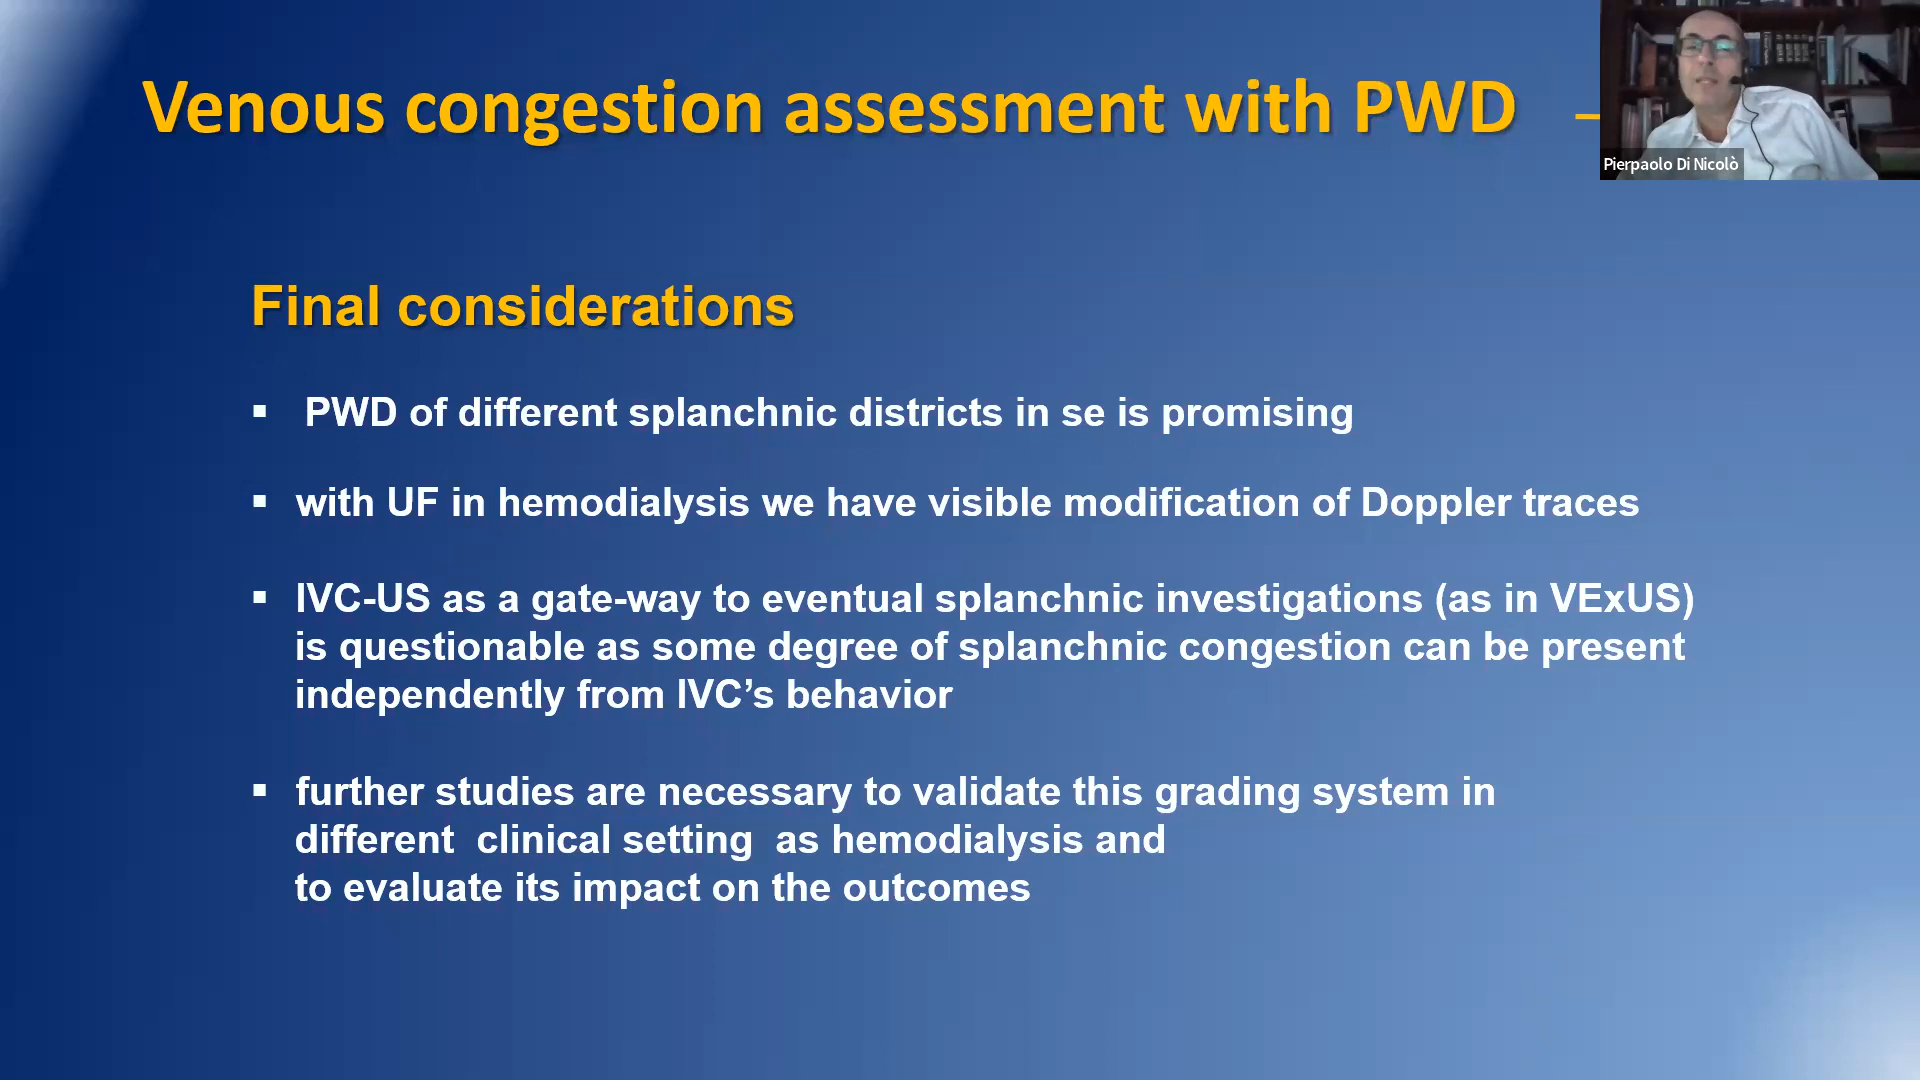 Venous congestion assessment with PWD –
Pierpaolo Di Nicolò
Final considerations
▪ PWD of different splanchnic districts in se is promising
▪ with UF in hemodialysis we have visible modification of Doppler traces
▪ IVC-US as a gate-way to eventual splanchnic investigations (as in VExUS)
is questionable as some degree of splanchnic congestion can be present
independently from IVC’s behavior
▪ further studies are necessary to validate this grading system in
different clinical setting as hemodialysis and
to evaluate its impact on the outcomes